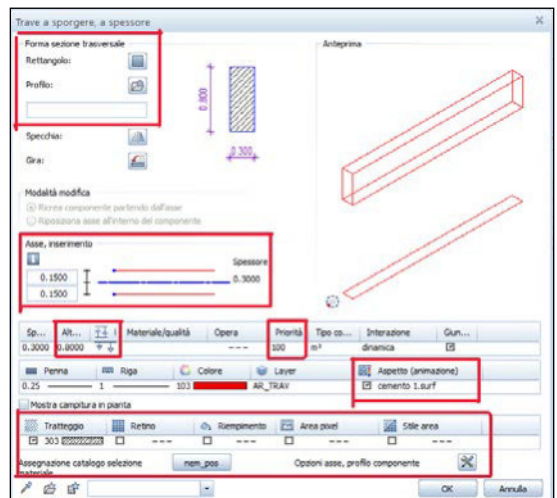 Trave a sporgere, a spessore
Forma sezione trasversale
Anteprima
Rettangolo:
Profilo:
0.800
0.300
Specchia:
Gira:
Modalità modifica
Ricrea componente partendo dall'asse
Riposiziona asse all'interno del componente
Asse, inserimento
Spessore
0.1500
0.3000
0.1500
Sp... Alt... Materiale/qualità Opera Priorità Tipo co... Interazione Giun...
0.3000 0.8000 --- 100 m³ dinamica
Penna Riga Colore Layer Aspetto (animazione)
0.25 1 103 AR_TRAV cemento 1.surf
Mostra campitura in pianta
Tratteggio Retino Riempimento Area pixel Stile area
303 --- --- --- ---
Assegnazione catalogo selezione materiale nem_pos Opzioni asse, profilo componente
OK Annulla